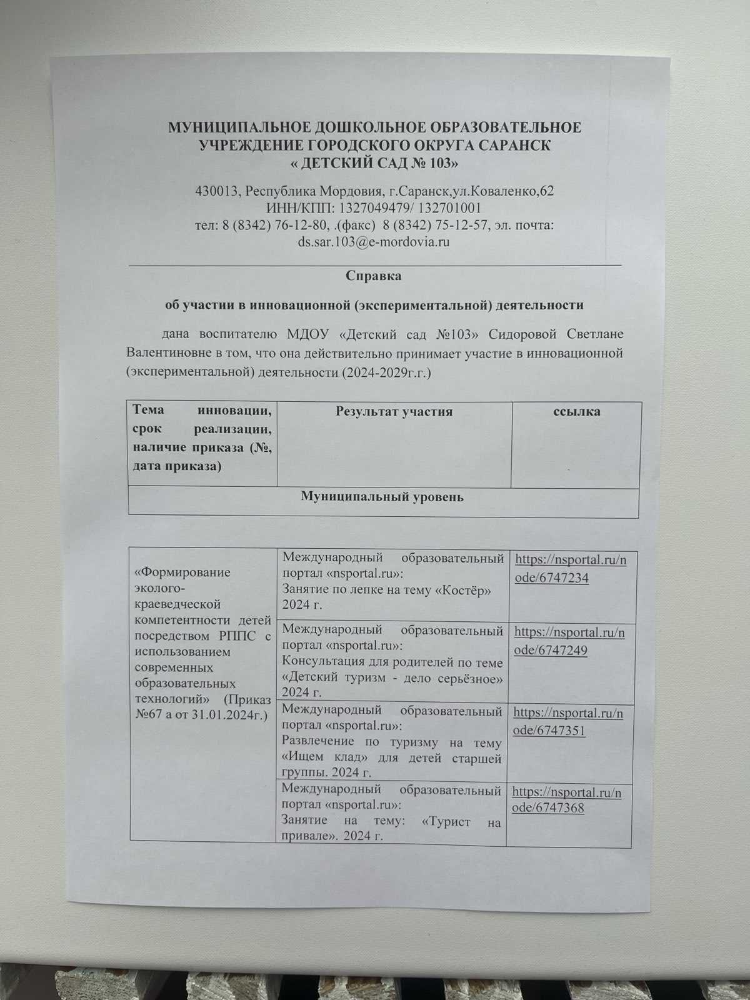 МУНИЦИПАЛЬНОЕ ДОШКОЛЬНОЕ ОБРАЗОВАТЕЛЬНОЕ
УЧРЕЖДЕНИЕ ГОРОДСКОГО ОКРУГА САРАНСК
« ДЕТСКИЙ САД № 103»
430013, Республика Мордовия, г.Саранск,ул.Коваленко,62
ИНН/КПП: 1327049479/ 132701001
тел: 8 (8342) 76-12-80, .(факс) 8 (8342) 75-12-57, эл. почта:
ds.sar.103@e-mordovia.ru
Справка
об участии в инновационной (экспериментальной) деятельности
дана воспитателю МДОУ «Детский сад №103» Сидоровой Светлане
Валентиновне в том, что она действительно принимает участие в инновационной
(экспериментальной) деятельности (2024-2029г.г.)
Тема инновации,
срок реализации,
наличие приказа (№,
дата приказа)
Результат участия
ссылка
Муниципальный уровень
«Формирование
эколого-
краеведческой
компетентности детей
посредством РППС с
использованием
современных
образовательных
технологий» (Приказ
№67 а от 31.01.2024г.)
Международный образовательный
портал «nsportal.ru»:
Занятие по лепке на тему «Костёр»
2024 г.
https://nsportal.ru/n
ode/6747234
Международный образовательный
портал «nsportal.ru»:
Консультация для родителей по теме
«Детский туризм - дело серьёзное»
2024 г.
https://nsportal.ru/n
ode/6747249
Международный образовательный
портал «nsportal.ru»:
Развлечение по туризму на тему
«Ищем клад» для детей старшей
группы. 2024 г.
https://nsportal.ru/n
ode/6747351
Международный образовательный
портал «nsportal.ru»:
Занятие на тему: «Турист на
привале». 2024 г.
https://nsportal.ru/n
ode/6747368